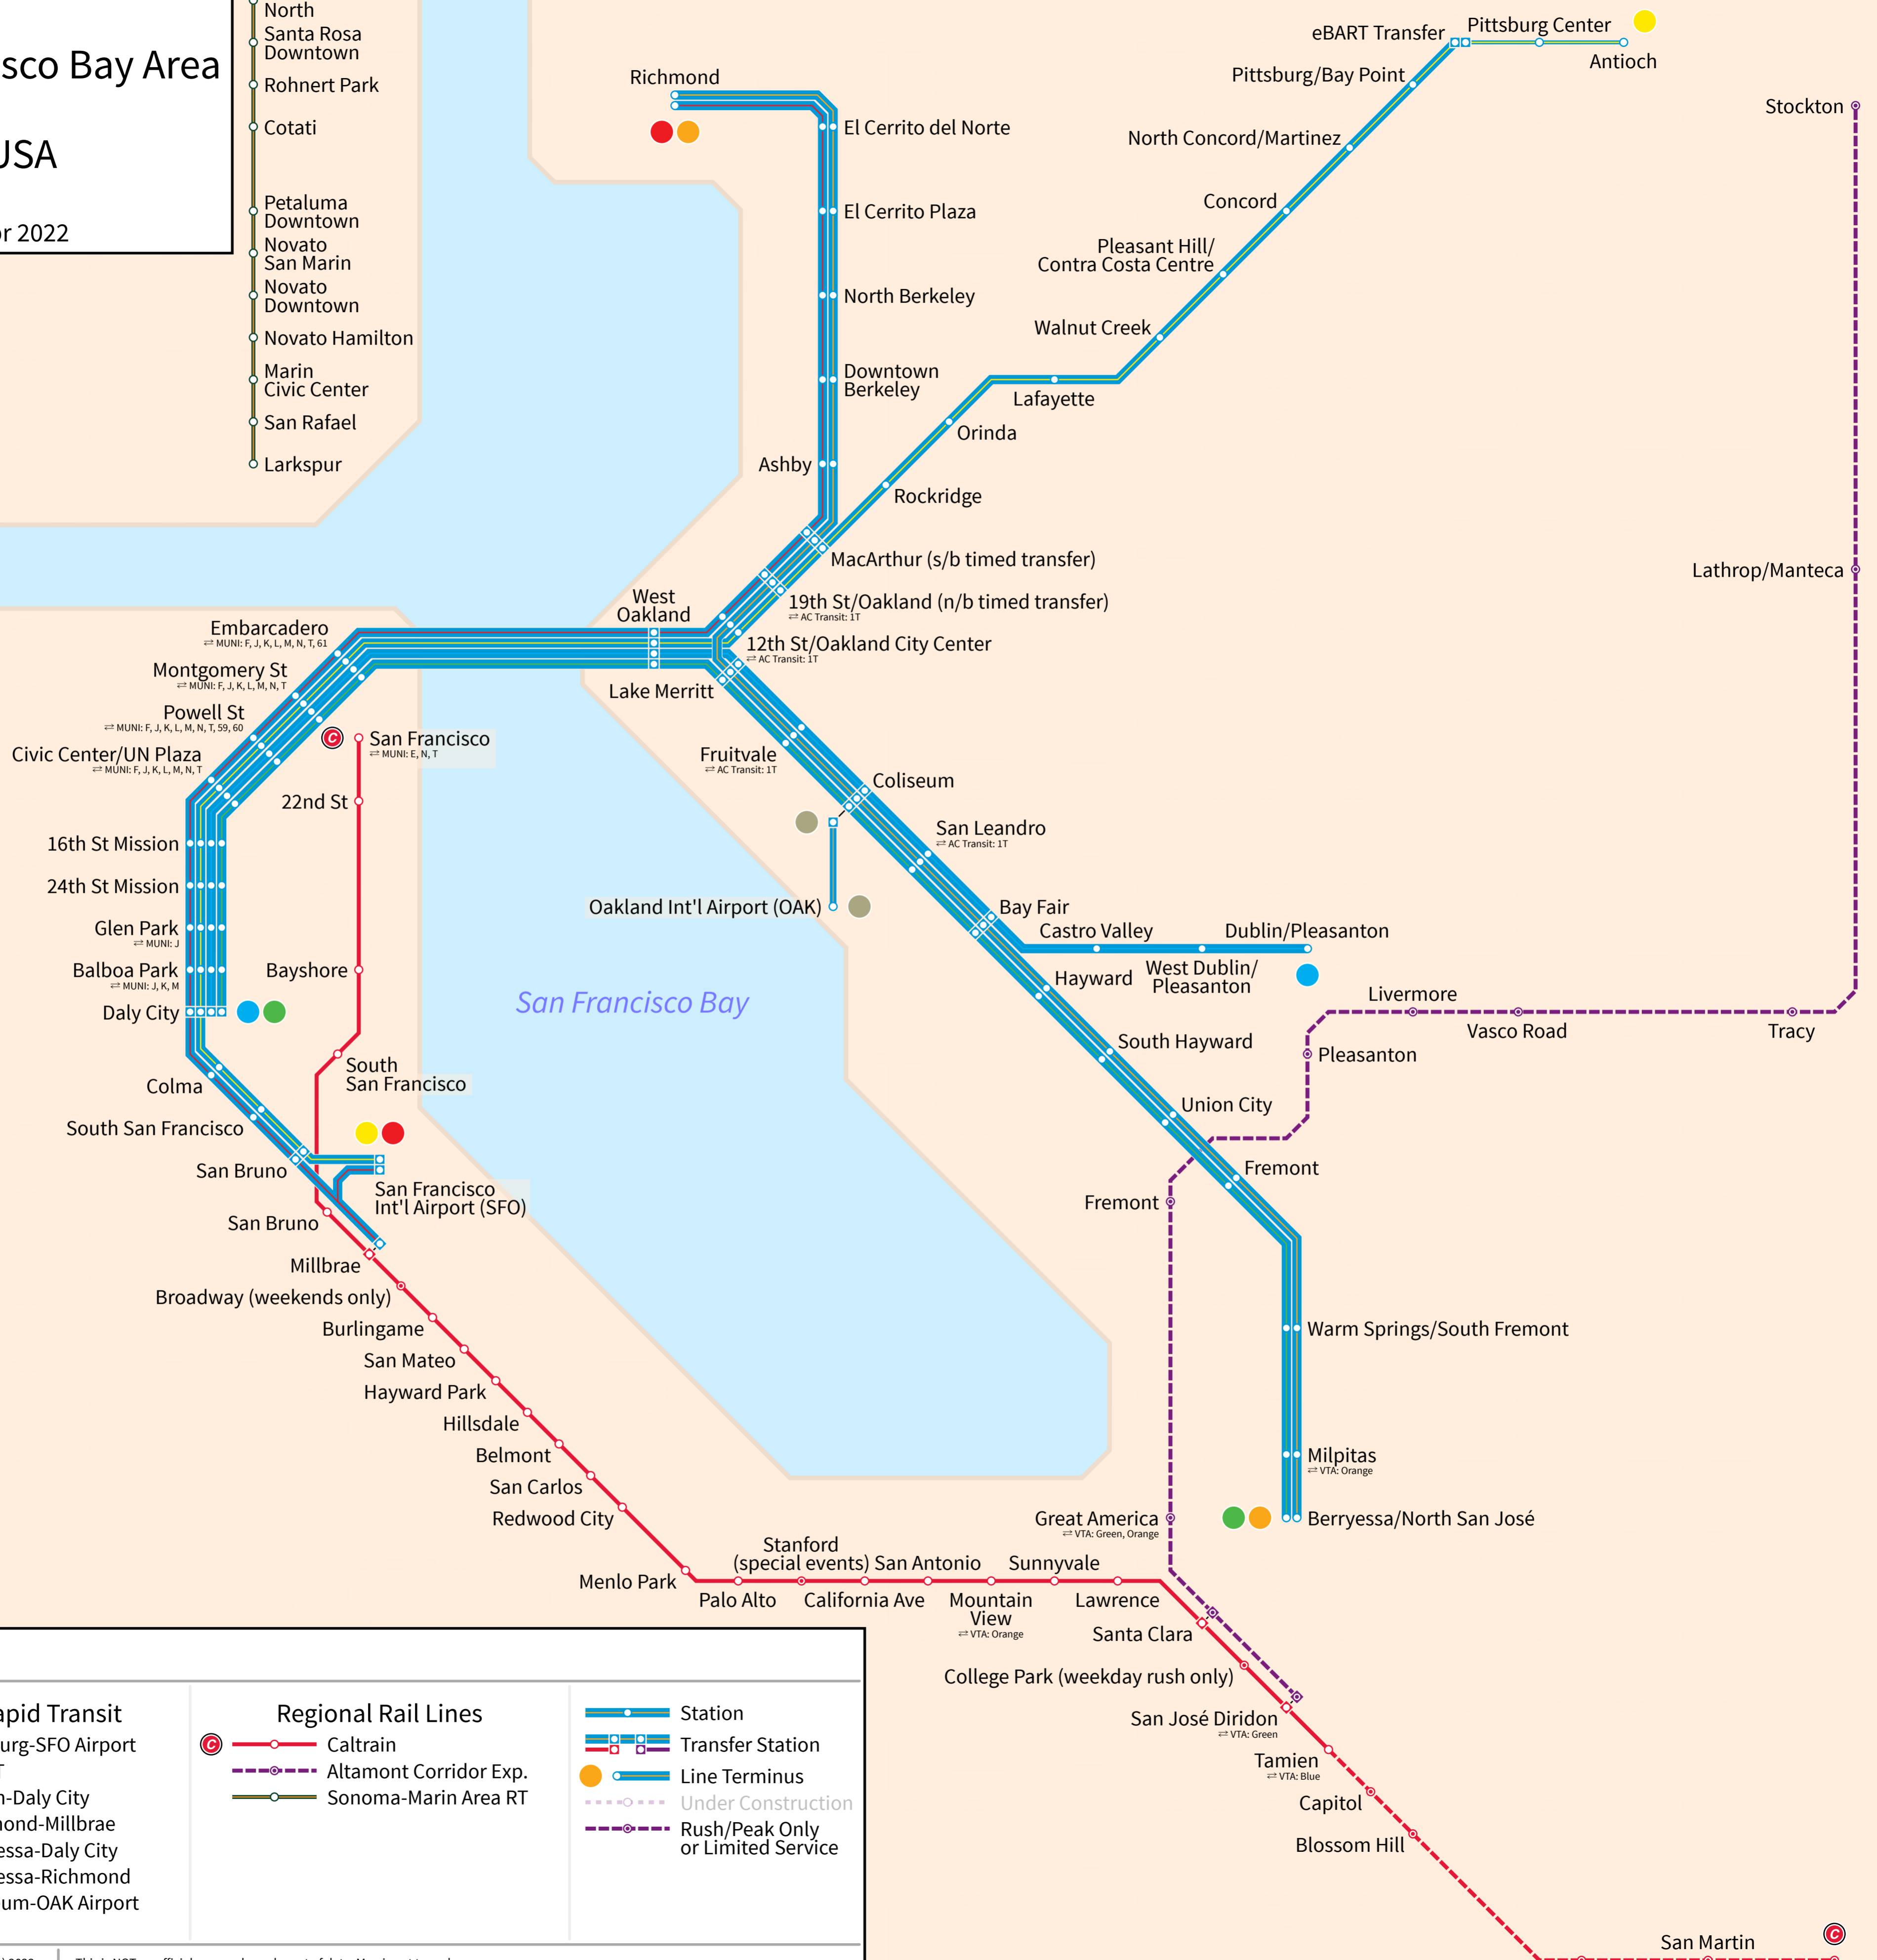 North
Santa Rosa
Downtown
Rohnert Park
Cotati
Petaluma
Downtown
Novato
San Marin
Novato
Downtown
Novato Hamilton
Marin
Civic Center
San Rafael
Larkspur
sco Bay Area
USA
or 2022
Richmond
El Cerrito del Norte
El Cerrito Plaza
North Berkeley
Downtown
Berkeley
Ashby
eBART Transfer
Pittsburg Center
Antioch
Pittsburg/Bay Point
North Concord/Martinez
Concord
Pleasant Hill/
Contra Costa Centre
Walnut Creek
Lafayette
Orinda
Rockridge
MacArthur (s/b timed transfer)
19th St/Oakland (n/b timed transfer)
⇄ AC Transit: 1T
12th St/Oakland City Center
⇄ AC Transit: 1T
Stockton
Lathrop/Manteca
West
Oakland
Lake Merritt
Embarcadero
⇄ MUNI: F, J, K, L, M, N, T, 61
Montgomery St
⇄ MUNI: F, J, K, L, M, N, T
Powell St
⇄ MUNI: F, J, K, L, M, N, T, 59, 60
Civic Center/UN Plaza
⇄ MUNI: F, J, K, L, M, N, T
C
San Francisco
⇄ MUNI: E, N, T
22nd St
16th St Mission
24th St Mission
Glen Park
⇄ MUNI: J
Balboa Park
⇄ MUNI: J, K, M
Daly City
Bayshore
South
San Francisco
Colma
South San Francisco
San Bruno
San Francisco
Int'l Airport (SFO)
San Bruno
Millbrae
Broadway (weekends only)
Burlingame
San Mateo
Hayward Park
Hillsdale
Belmont
San Carlos
Redwood City
Menlo Park
Palo Alto
Stanford
(special events)
California Ave
San Antonio
Mountain
View
⇄ VTA: Orange
Sunnyvale
Lawrence
Santa Clara
College Park (weekday rush only)
San José Diridon
⇄ VTA: Green
Tamien
⇄ VTA: Blue
Capitol
Blossom Hill
San Martin
C
San Francisco Bay
Fruitvale
⇄ AC Transit: 1T
Coliseum
San Leandro
⇄ AC Transit: 1T
Oakland Int'l Airport (OAK)
Bay Fair
Castro Valley
West Dublin/
Pleasanton
Dublin/Pleasanton
Hayward
South Hayward
Union City
Fremont
Warm Springs/South Fremont
Milpitas
⇄ VTA: Orange
Berryessa/North San José
Livermore
Vasco Road
Tracy
Pleasanton
Fremont
Great America
⇄ VTA: Green, Orange
apid Transit
urg-SFO Airport
T
n-Daly City
mond-Millbrae
essa-Daly City
essa-Richmond
um-OAK Airport
Regional Rail Lines
C
Caltrain
Altamont Corridor Exp.
Sonoma-Marin Area RT
Station
Transfer Station
Line Terminus
Under Construction
Rush/Peak Only
or Limited Service